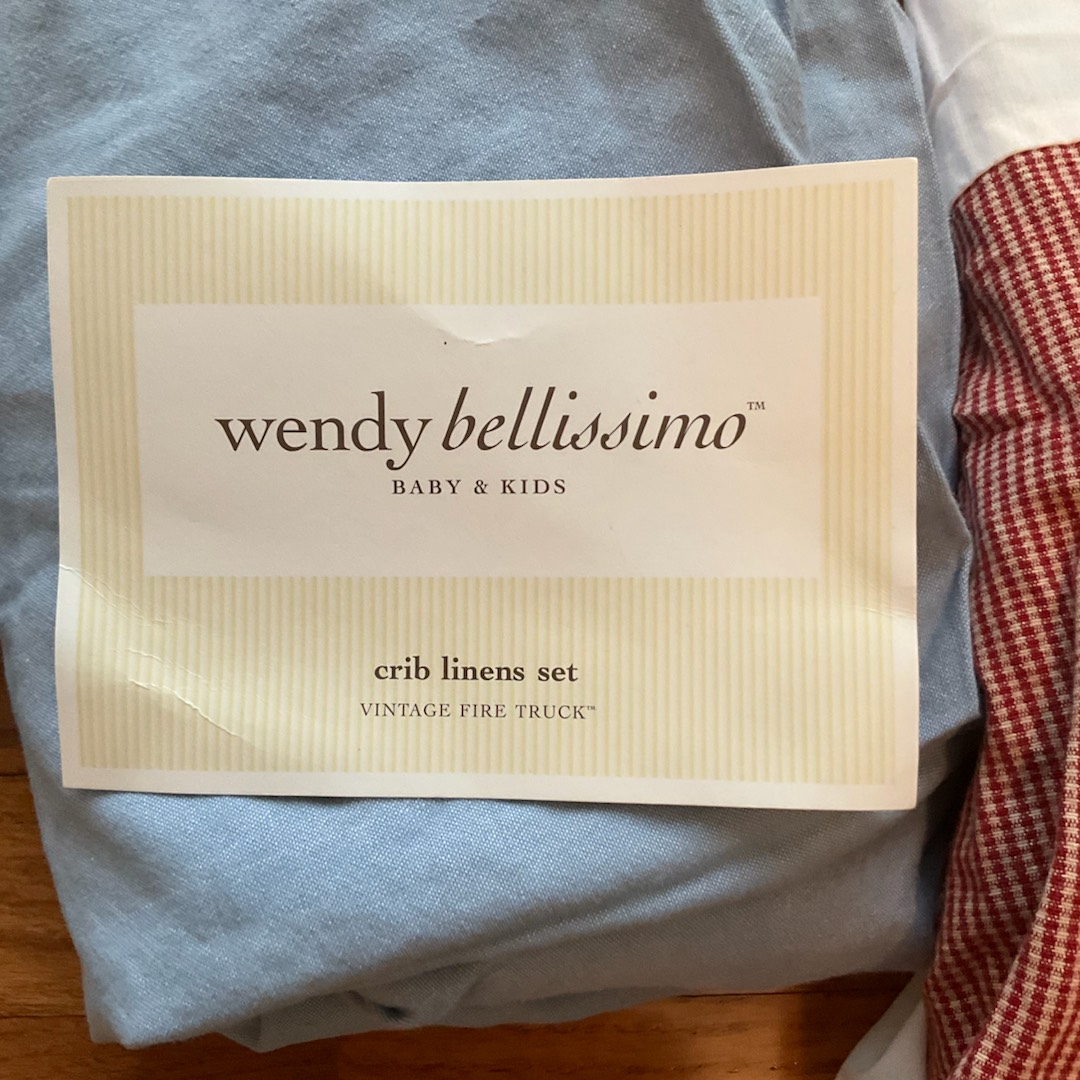 wendy bellissimo™
BABY & KIDS
crib linens set
VINTAGE FIRE TRUCK™